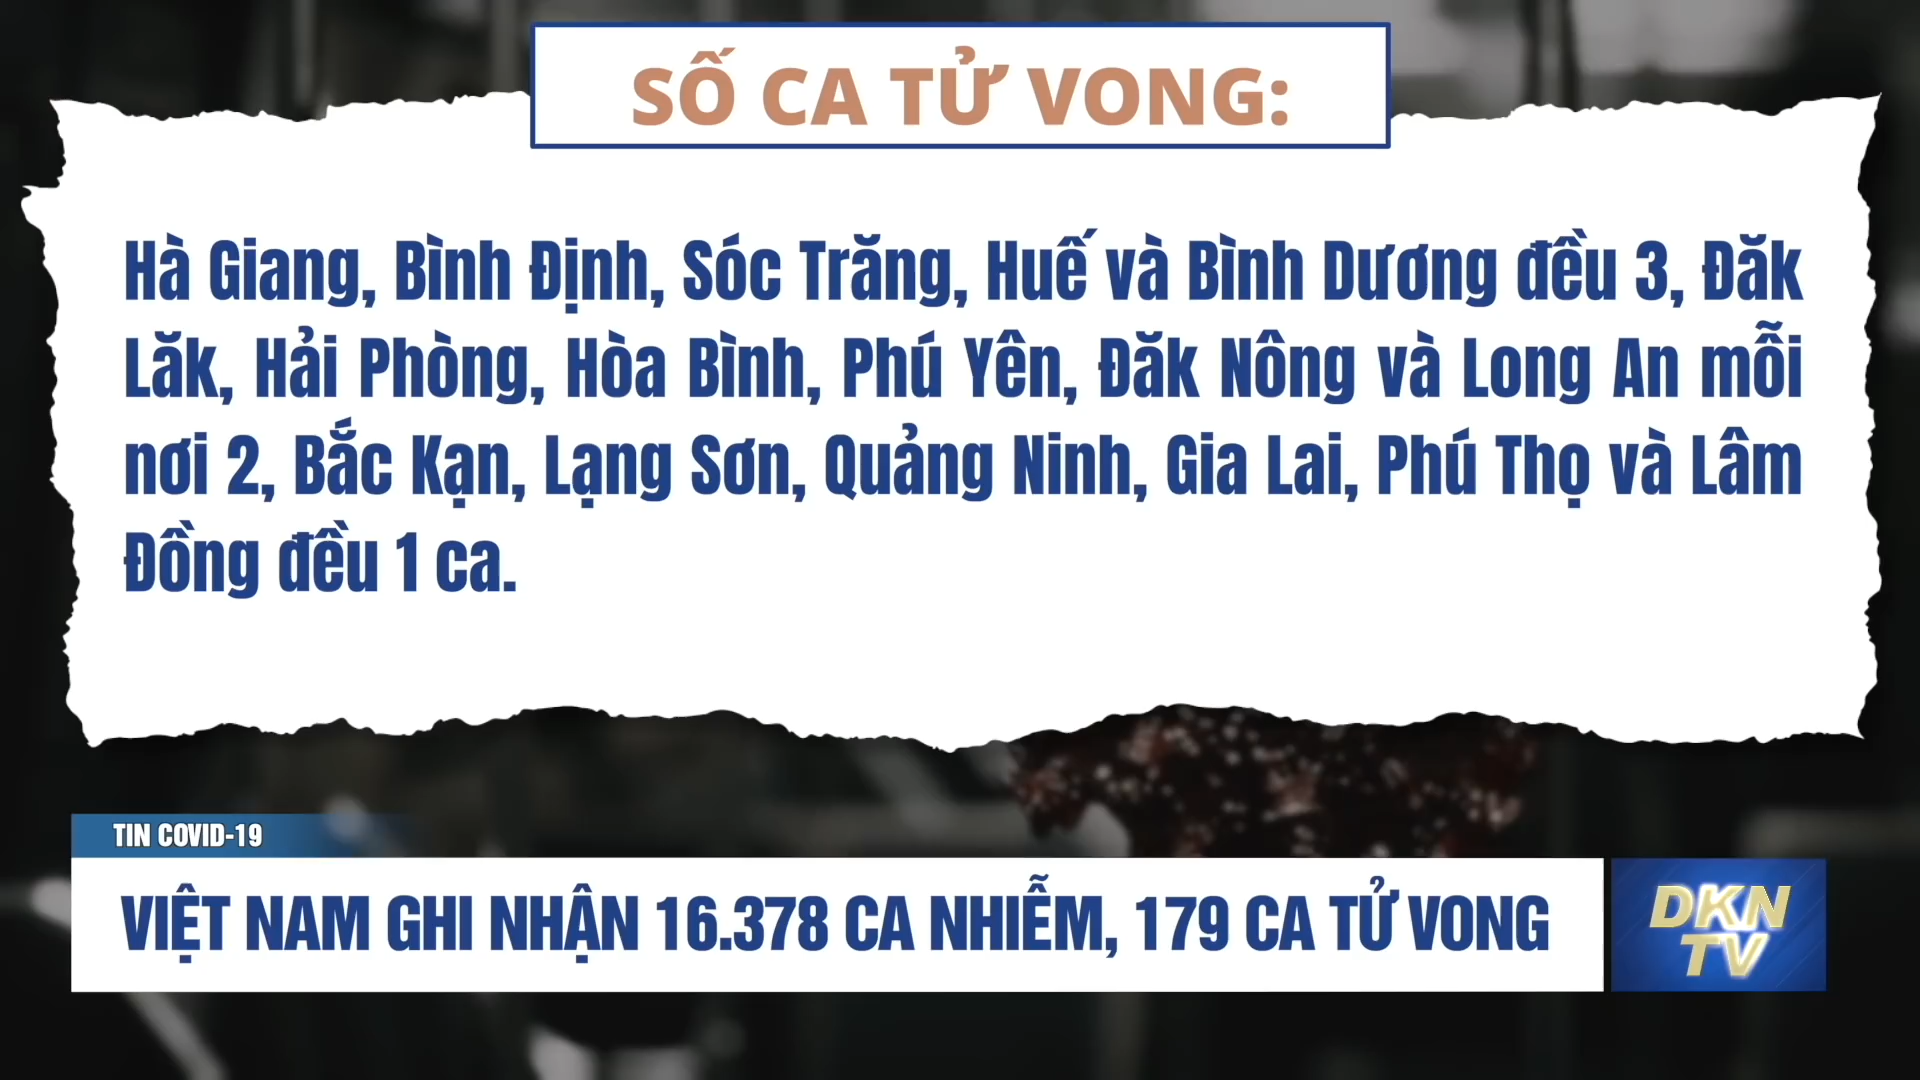 SỐ CA TỬ VONG:
Hà Giang, Bình Định, Sóc Trăng, Huế và Bình Dương đều 3, Đăk
Lăk, Hải Phòng, Hòa Bình, Phú Yên, Đăk Nông và Long An mỗi
nơi 2, Bắc Kạn, Lạng Sơn, Quảng Ninh, Gia Lai, Phú Thọ và Lâm
Đồng đều 1 ca.
TIN COVID-19
VIỆT NAM GHI NHẬN 16.378 CA NHIỄM, 179 CA TỬ VONG
DKN
TV